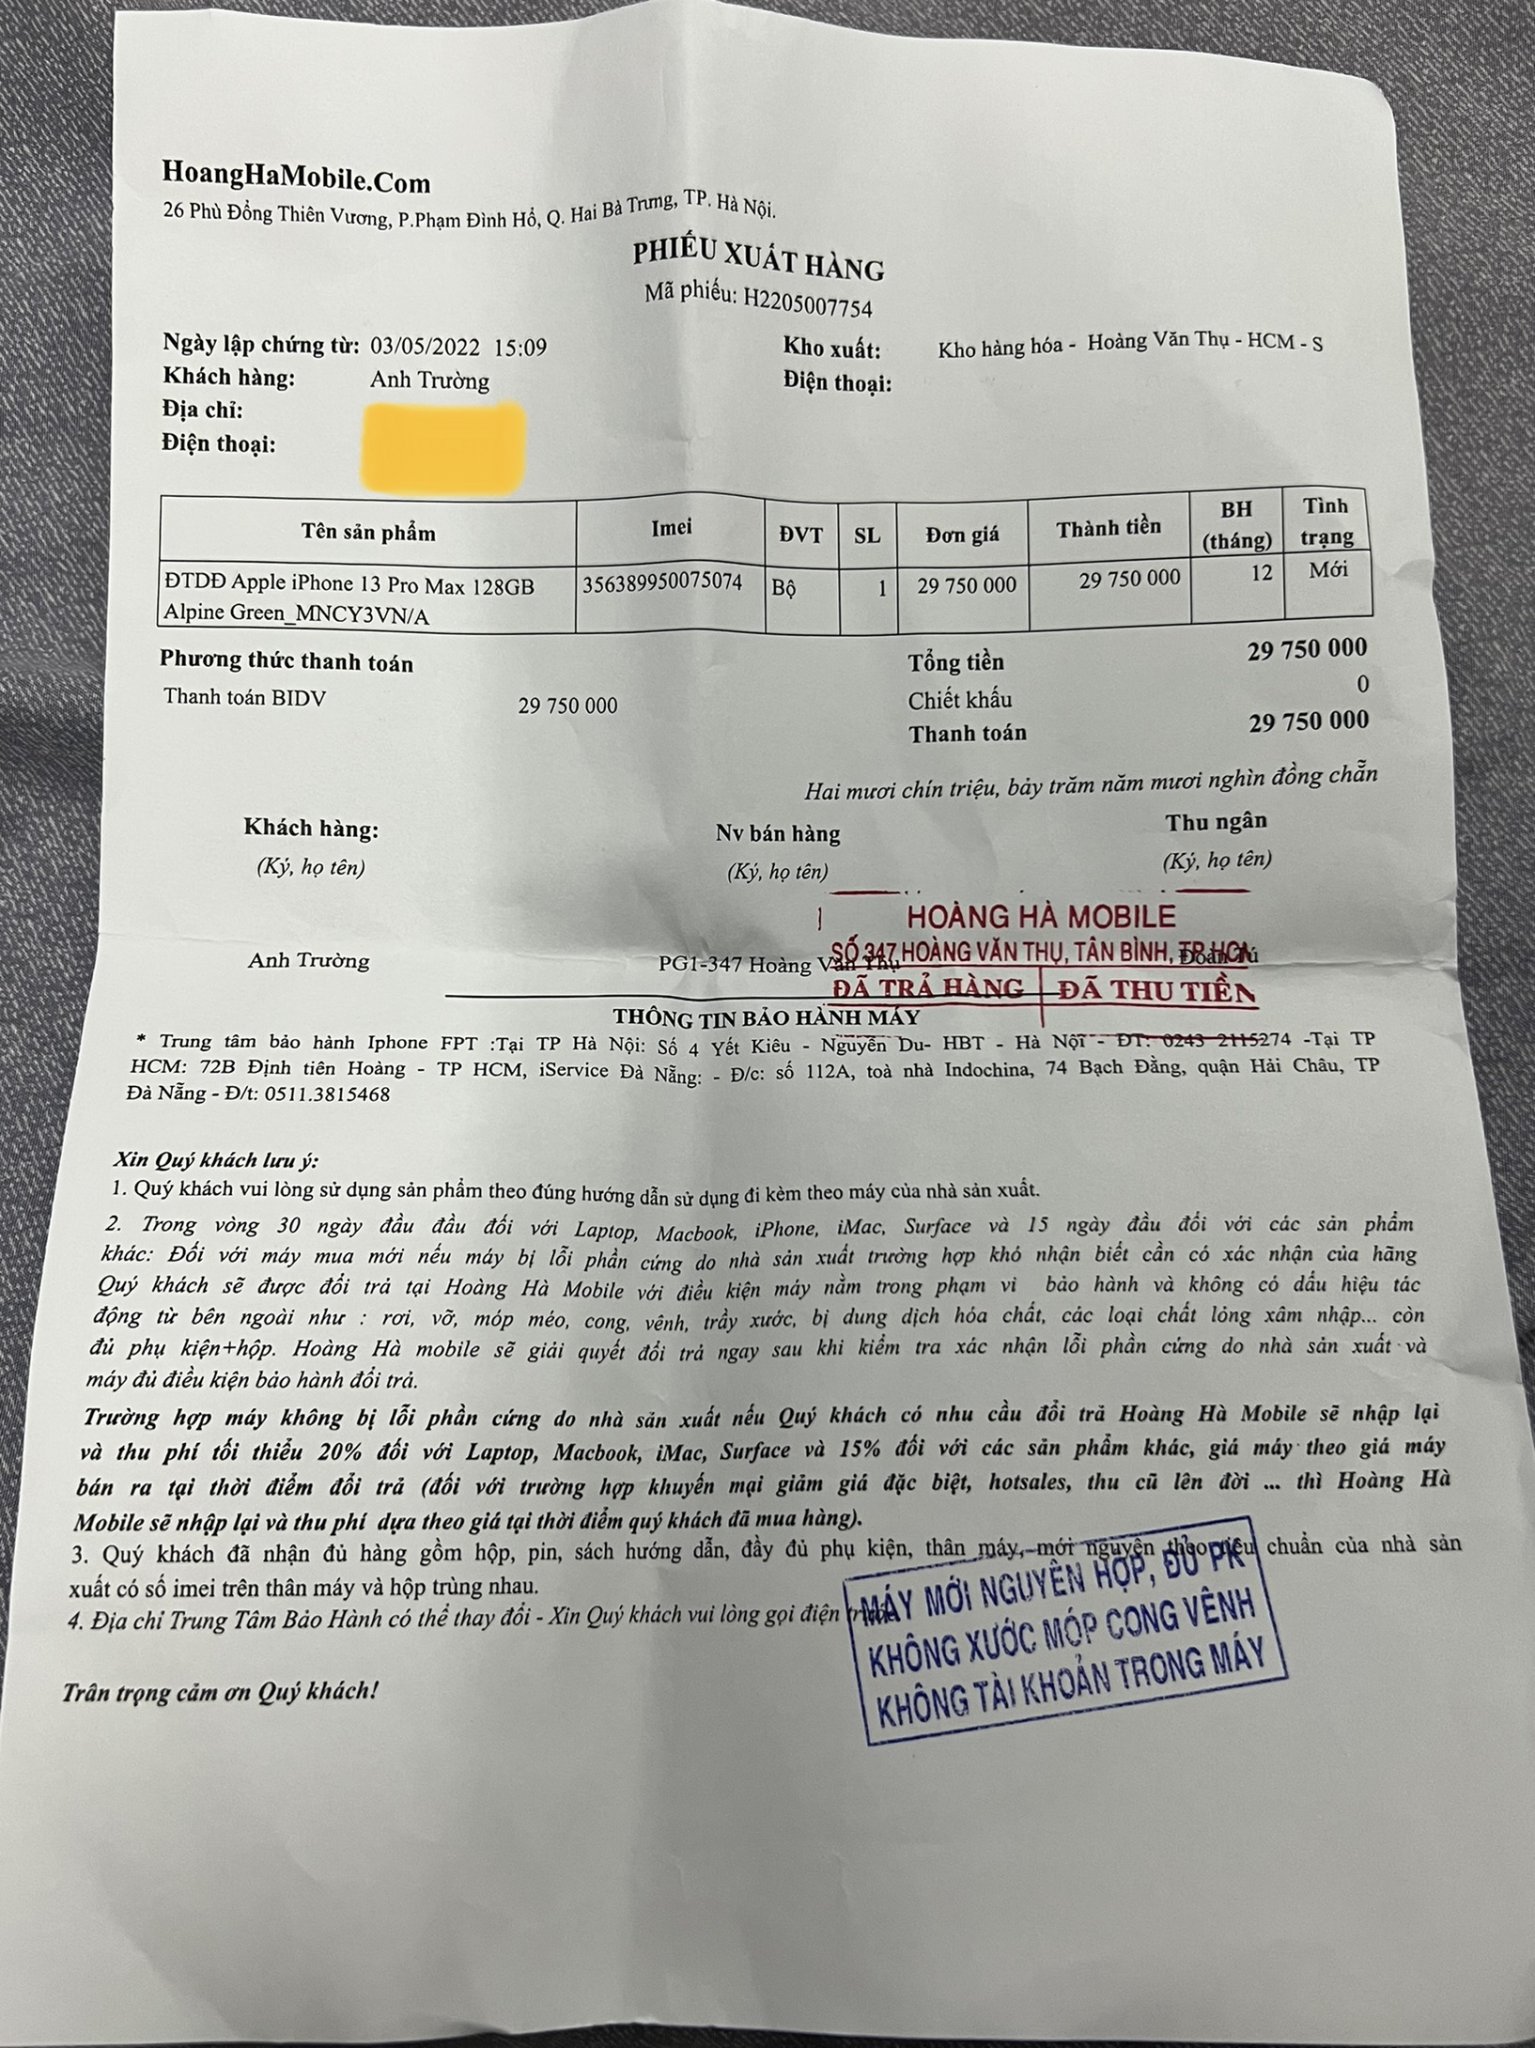 HoangHaMobile.Com
26 Phù Đồng Thiên Vương, P.Phạm Đình Hổ, Q. Hai Bà Trưng, TP. Hà Nội.
PHIẾU XUẤT HÀNG
Mã phiếu: H2205007754
Ngày lập chứng từ: 03/05/2022 15:09
Kho xuất: Kho hàng hóa - Hoàng Văn Thụ - HCM - S
Khách hàng: Anh Trường
Điện thoại:
Địa chỉ:
Điện thoại:
Tên sản phẩm Imei ĐVT SL Đơn giá Thành tiền BH (tháng) Tình trạng
ĐTDĐ Apple iPhone 13 Pro Max 128GB 356389950075074 Bộ 1 29 750 000 29 750 000 12 Mới
Alpine Green_MNCY3VN/A
Phương thức thanh toán Tổng tiền 29 750 000
Thanh toán BIDV 29 750 000 Chiết khấu 0
Thanh toán 29 750 000
Hai mươi chín triệu, bảy trăm năm mươi nghìn đồng chẵn
Khách hàng: Nv bán hàng Thu ngân
(Ký, họ tên) (Ký, họ tên) (Ký, họ tên)
HOÀNG HÀ MOBILE
SỐ 347 HOÀNG VĂN THỤ, TÂN BÌNH, TP.HCM
ĐÃ TRẢ HÀNG ĐÃ THU TIỀN
Anh Trường PG1-347 Hoàng Văn Thụ Đoàn Tú
THÔNG TIN BẢO HÀNH MÁY
* Trung tâm bảo hành Iphone FPT :Tại TP Hà Nội: Số 4 Yết Kiêu - Nguyễn Du- HBT - Hà Nội - ĐT: 0243 2115274 -Tại TP
HCM: 72B Định tiên Hoàng - TP HCM, iService Đà Nẵng: - Đ/c: số 112A, toà nhà Indochina, 74 Bạch Đằng, quận Hải Châu, TP
Đà Nẵng - Đ/t: 0511.3815468
Xin Quý khách lưu ý:
1. Quý khách vui lòng sử dụng sản phẩm theo đúng hướng dẫn sử dụng đi kèm theo máy của nhà sản xuất.
2. Trong vòng 30 ngày đầu đầu đối với Laptop, Macbook, iPhone, iMac, Surface và 15 ngày đầu đối với các sản phẩm
khác: Đối với máy mua mới nếu máy bị lỗi phần cứng do nhà sản xuất trường hợp khó nhận biết cần có xác nhận của hãng
Quý khách sẽ được đổi trả tại Hoàng Hà Mobile với điều kiện máy nằm trong phạm vi bảo hành và không có dấu hiệu tác
động từ bên ngoài như : rơi, vỡ, móp méo, cong, vênh, trầy xước, bị dung dịch hóa chất, các loại chất lỏng xâm nhập... còn
đủ phụ kiện+hộp. Hoàng Hà mobile sẽ giải quyết đổi trả ngay sau khi kiểm tra xác nhận lỗi phần cứng do nhà sản xuất và
máy đủ điều kiện bảo hành đổi trả.
Trường hợp máy không bị lỗi phần cứng do nhà sản xuất nếu Quý khách có nhu cầu đổi trả Hoàng Hà Mobile sẽ nhập lại
và thu phí tối thiểu 20% đối với Laptop, Macbook, iMac, Surface và 15% đối với các sản phẩm khác, giá máy theo giá máy
bán ra tại thời điểm đổi trả (đối với trường hợp khuyến mại giảm giá đặc biệt, hotsales, thu cũ lên đời ... thì Hoàng Hà
Mobile sẽ nhập lại và thu phí dựa theo giá tại thời điểm quý khách đã mua hàng).
3. Quý khách đã nhận đủ hàng gồm hộp, pin, sách hướng dẫn, đầy đủ phụ kiện, thân máy, mới nguyên theo tiêu chuẩn của nhà sản
xuất có số imei trên thân máy và hộp trùng nhau.
4. Địa chỉ Trung Tâm Bảo Hành có thể thay đổi - Xin Quý khách vui lòng gọi điện trước
MÁY MỚI NGUYÊN HỢP, ĐỦ PK
KHÔNG XƯỚC MÓP CONG VÊNH
KHÔNG TÀI KHOẢN TRONG MÁY
Trân trọng cảm ơn Quý khách!